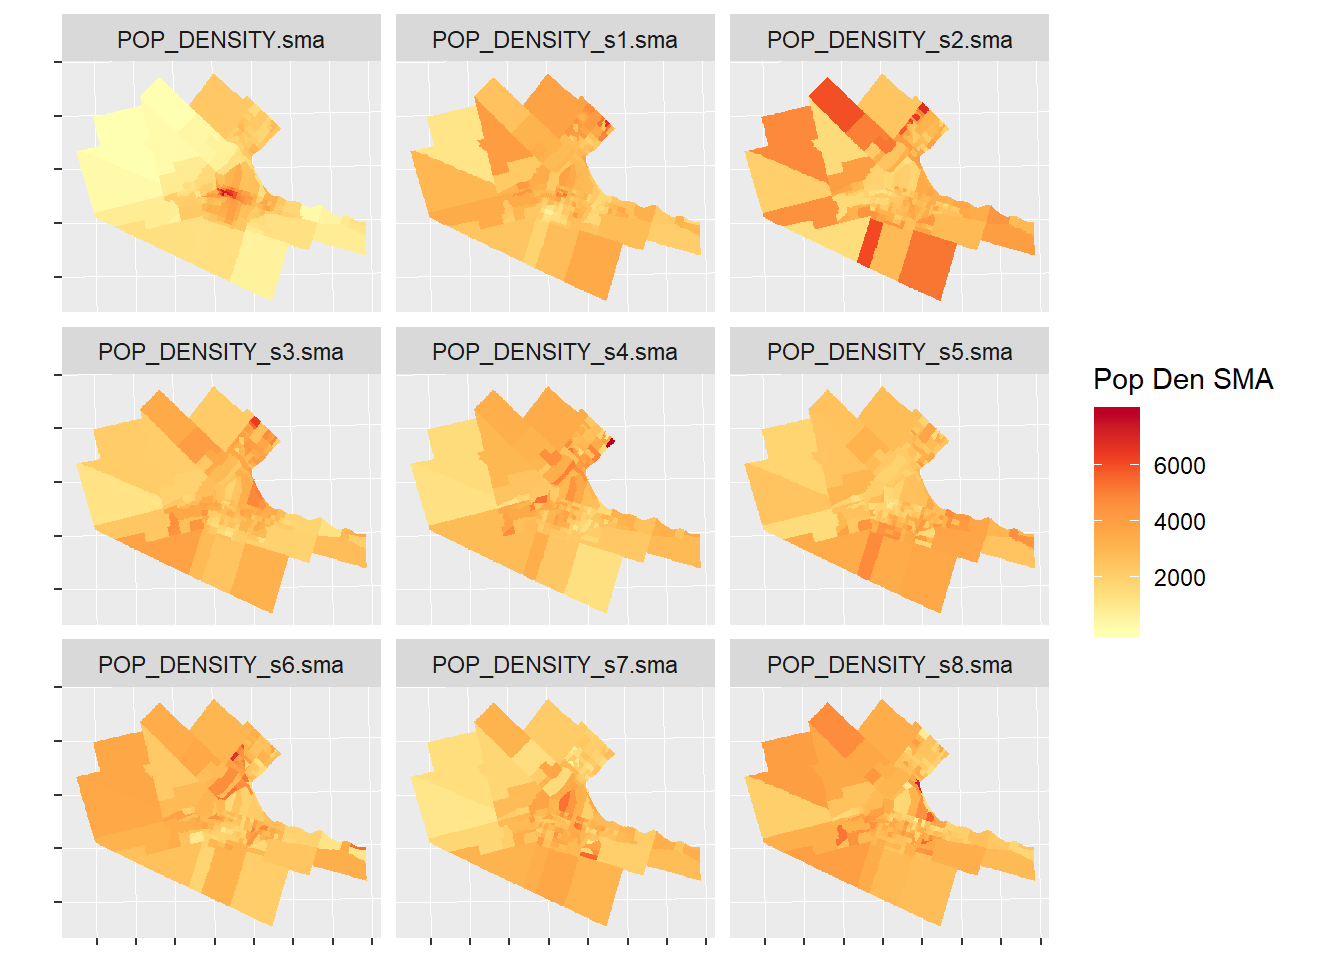 POP_DENSITY.sma
POP_DENSITY_s1.sma
POP_DENSITY_s2.sma
POP_DENSITY_s3.sma
POP_DENSITY_s4.sma
POP_DENSITY_s5.sma
Pop Den SMA
6000
4000
2000
POP_DENSITY_s6.sma
POP_DENSITY_s7.sma
POP_DENSITY_s8.sma